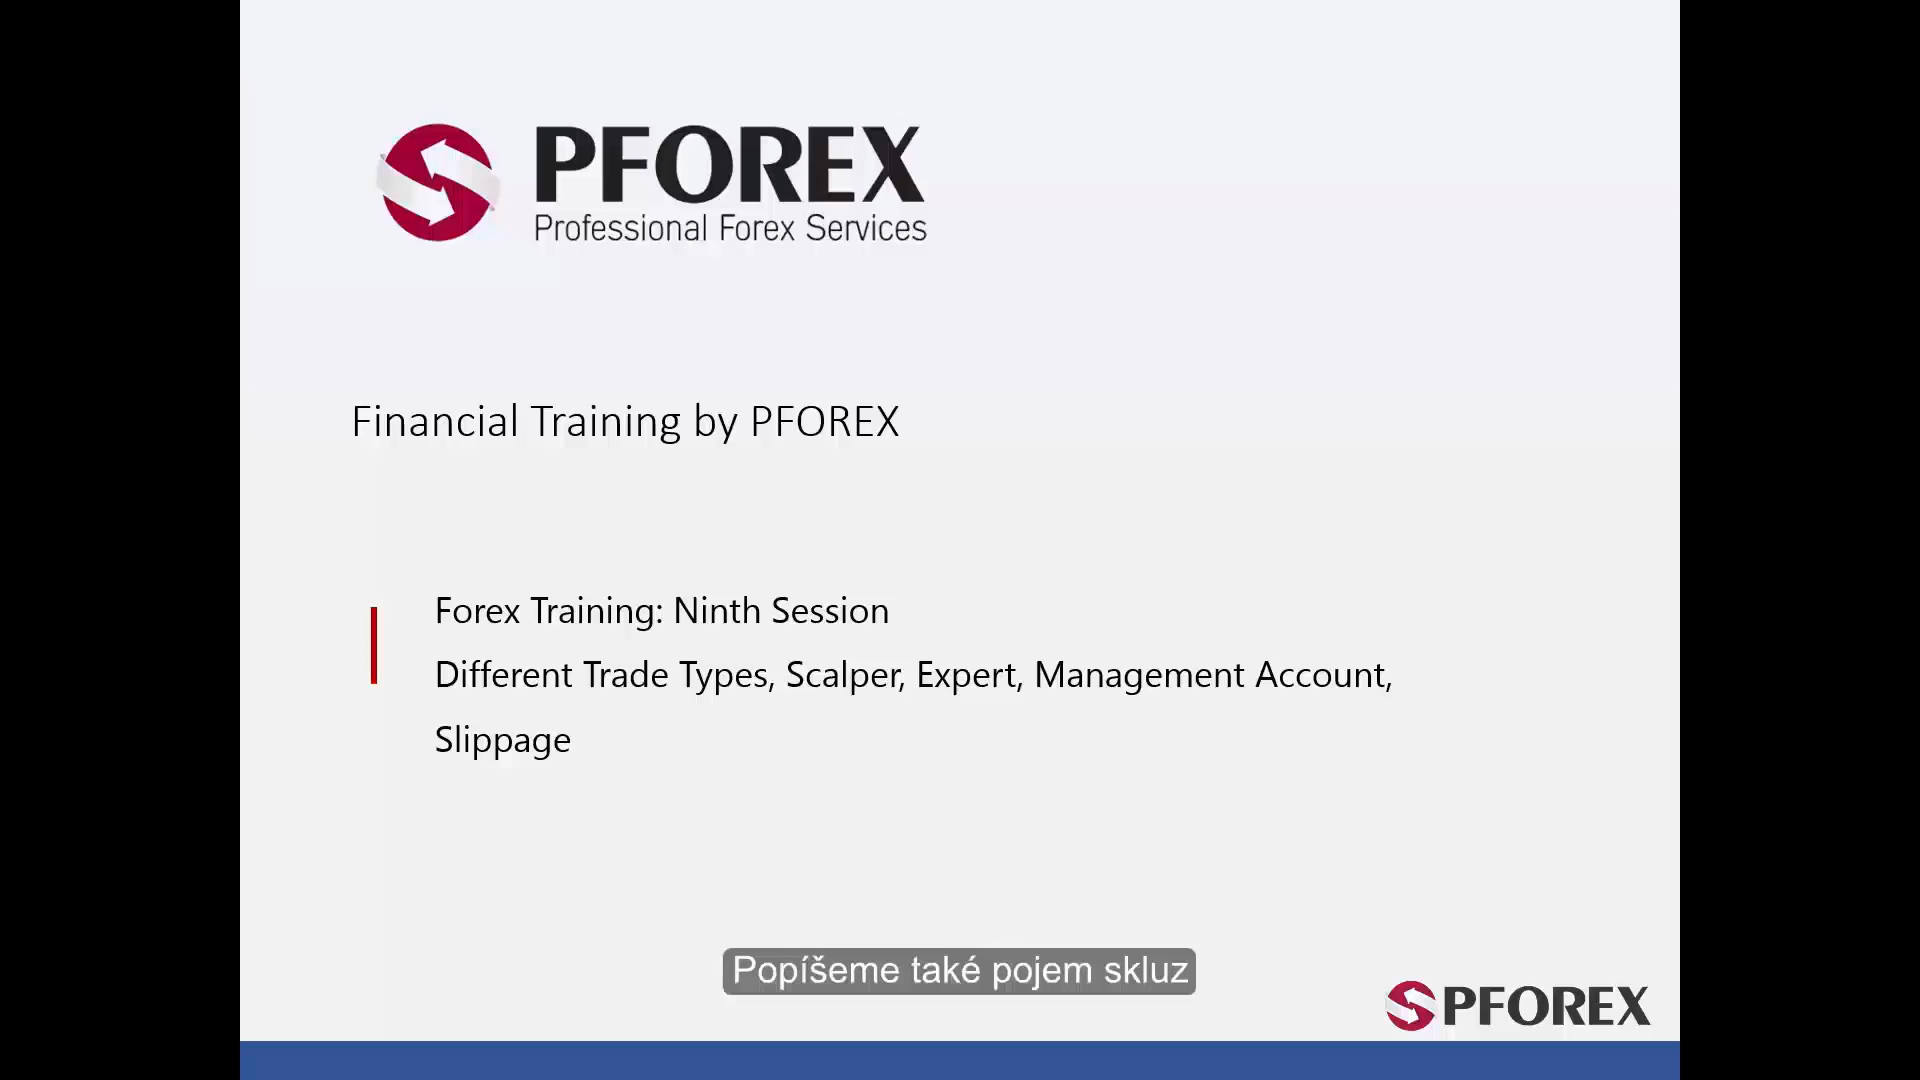 PFOREX
Professional Forex Services
Financial Training by PFOREX
Forex Training: Ninth Session
Different Trade Types, Scalper, Expert, Management Account,
Slippage
Popíšeme také pojem skluz
PFOREX